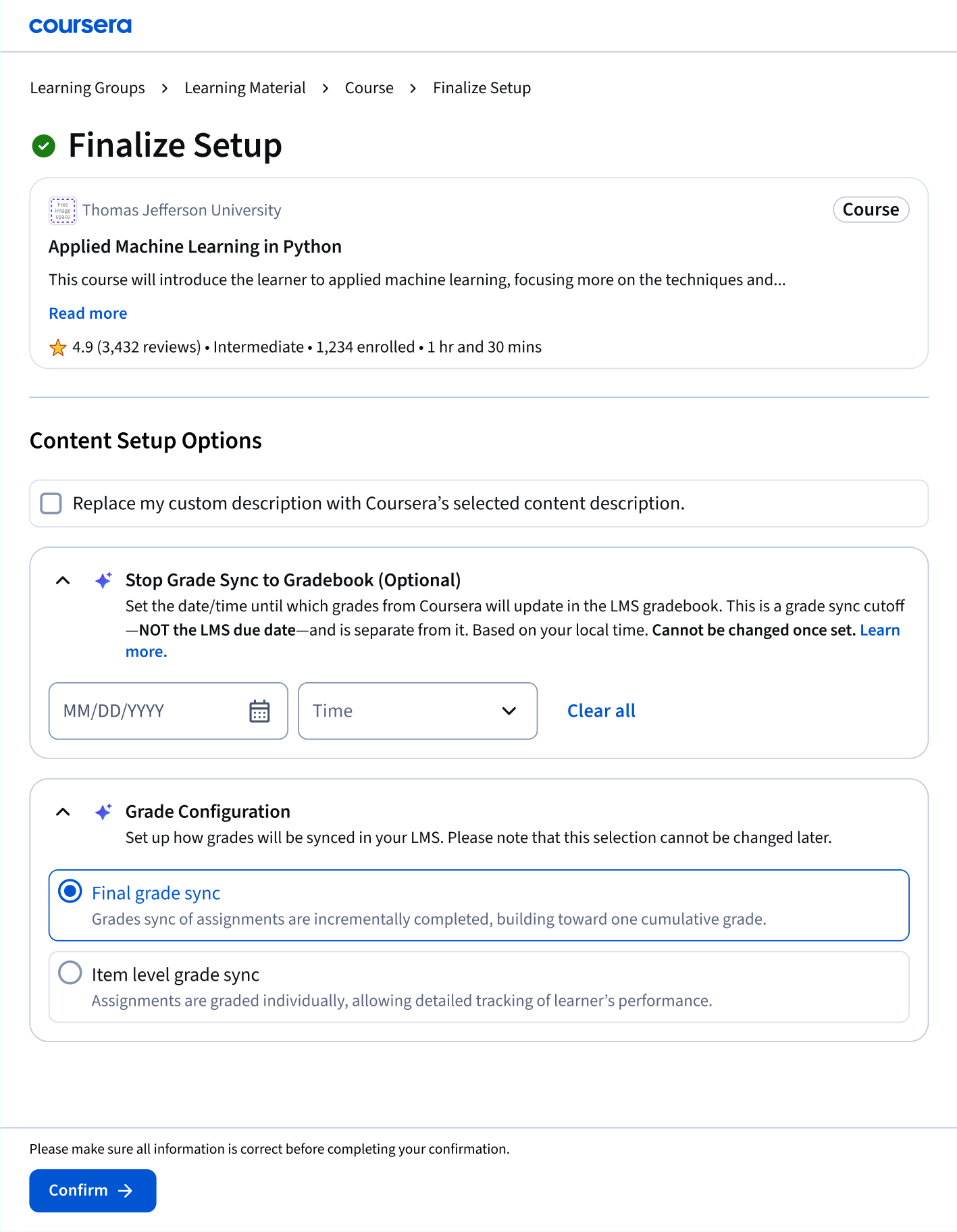 coursera
Learning Groups > Learning Material > Course > Finalize Setup
Finalize Setup
Free image space
Thomas Jefferson University
Course
Applied Machine Learning in Python
This course will introduce the learner to applied machine learning, focusing more on the techniques and...
Read more
4.9 (3,432 reviews) • Intermediate • 1,234 enrolled • 1 hr and 30 mins
Content Setup Options
Replace my custom description with Coursera’s selected content description.
Stop Grade Sync to Gradebook (Optional)
Set the date/time until which grades from Coursera will update in the LMS gradebook. This is a grade sync cutoff
—NOT the LMS due date—and is separate from it. Based on your local time. Cannot be changed once set. Learn
more.
MM/DD/YYYY
Time
Clear all
Grade Configuration
Set up how grades will be synced in your LMS. Please note that this selection cannot be changed later.
Final grade sync
Grades sync of assignments are incrementally completed, building toward one cumulative grade.
Item level grade sync
Assignments are graded individually, allowing detailed tracking of learner’s performance.
Please make sure all information is correct before completing your confirmation.
Confirm →